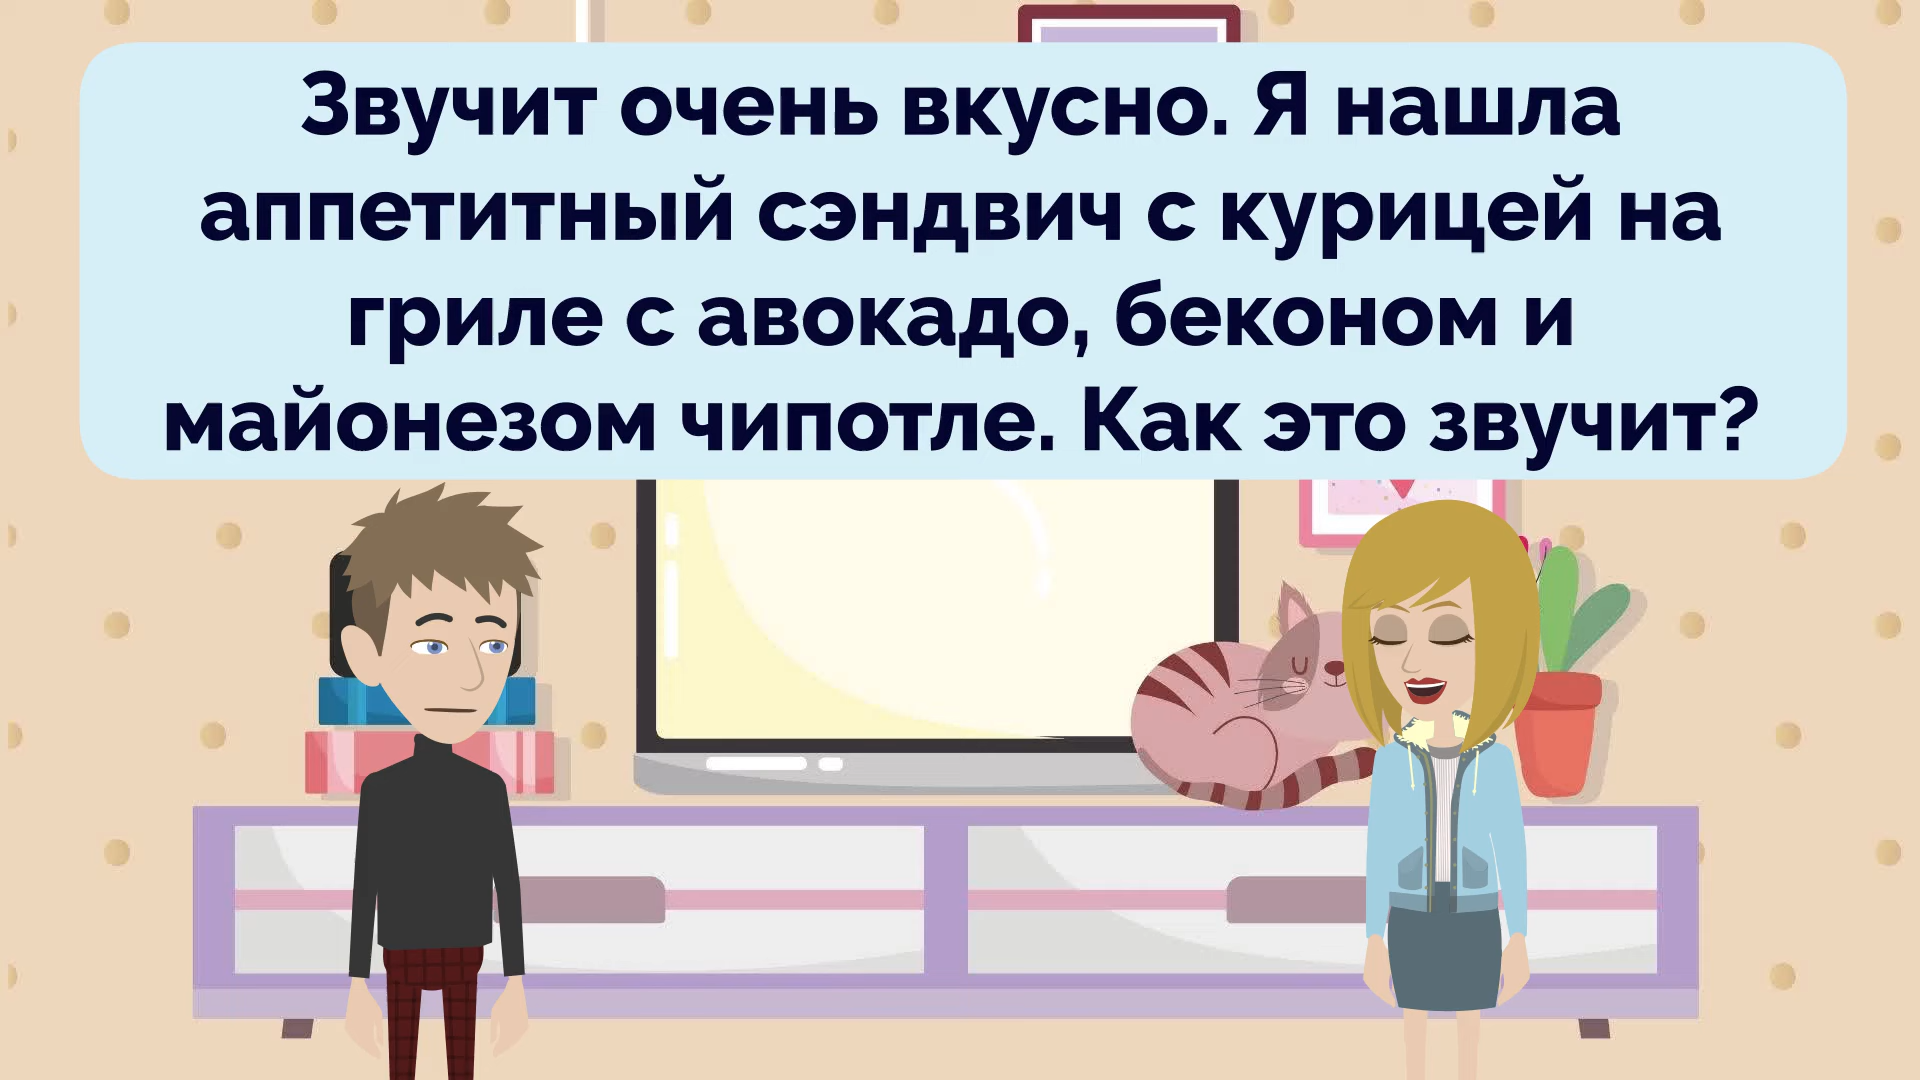 Звучит очень вкусно. Я нашла
аппетитный сэндвич с курицей на
гриле с авокадо, беконом и
майонезом чипотле. Как это звучит?